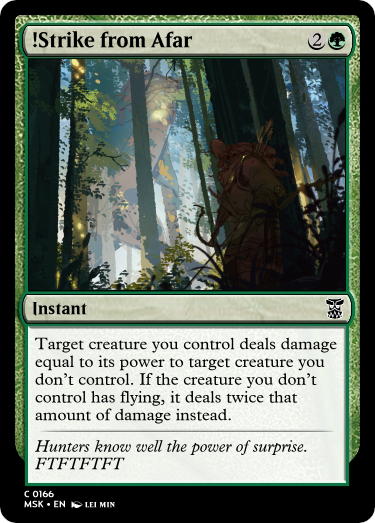 !Strike from Afar 2
Instant
Target creature you control deals damage
equal to its power to target creature you
don't control. If the creature you don't
control has flying, it deals twice that
amount of damage instead.
Hunters know well the power of surprise.
FTFTFTFT
C 0166
MSK • EN LEI MIN